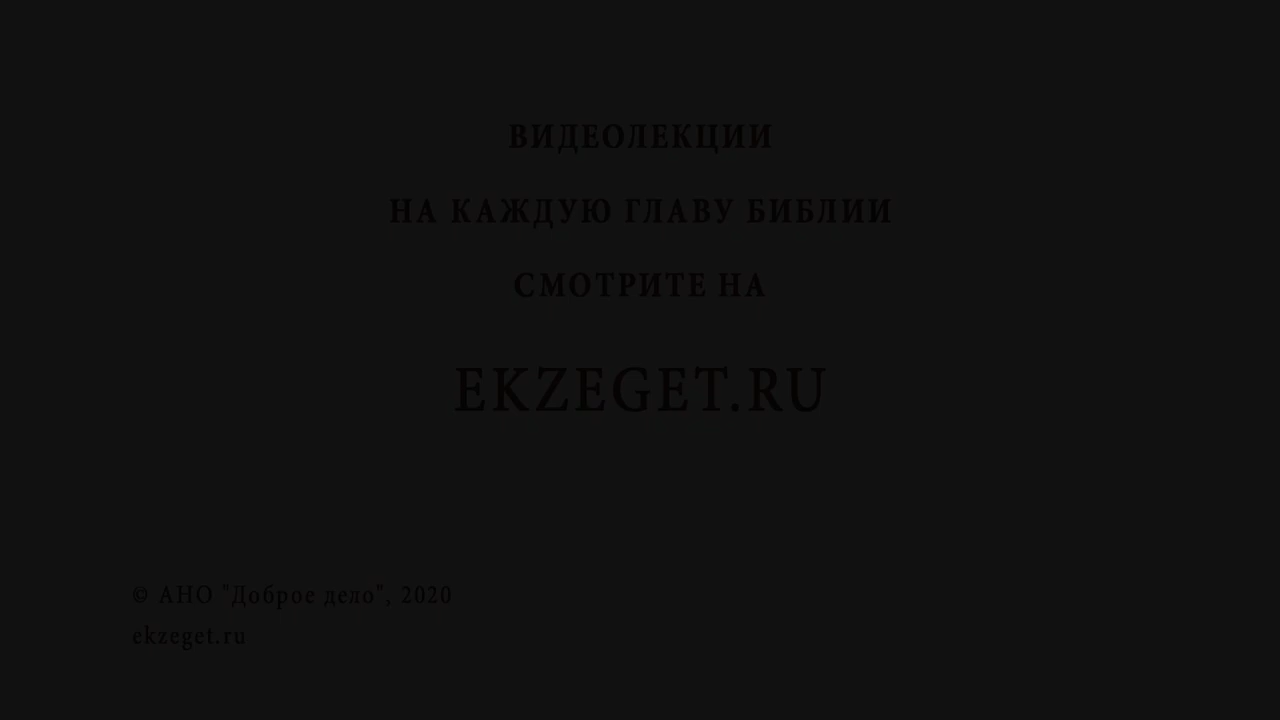 ВИДЕОЛЕКЦИИ
НА КАЖДУЮ ГЛАВУ БИБЛИИ
СМОТРИТЕ НА
EKZEGET.RU
© АНО "Доброе дело", 2020
ekzeget.ru